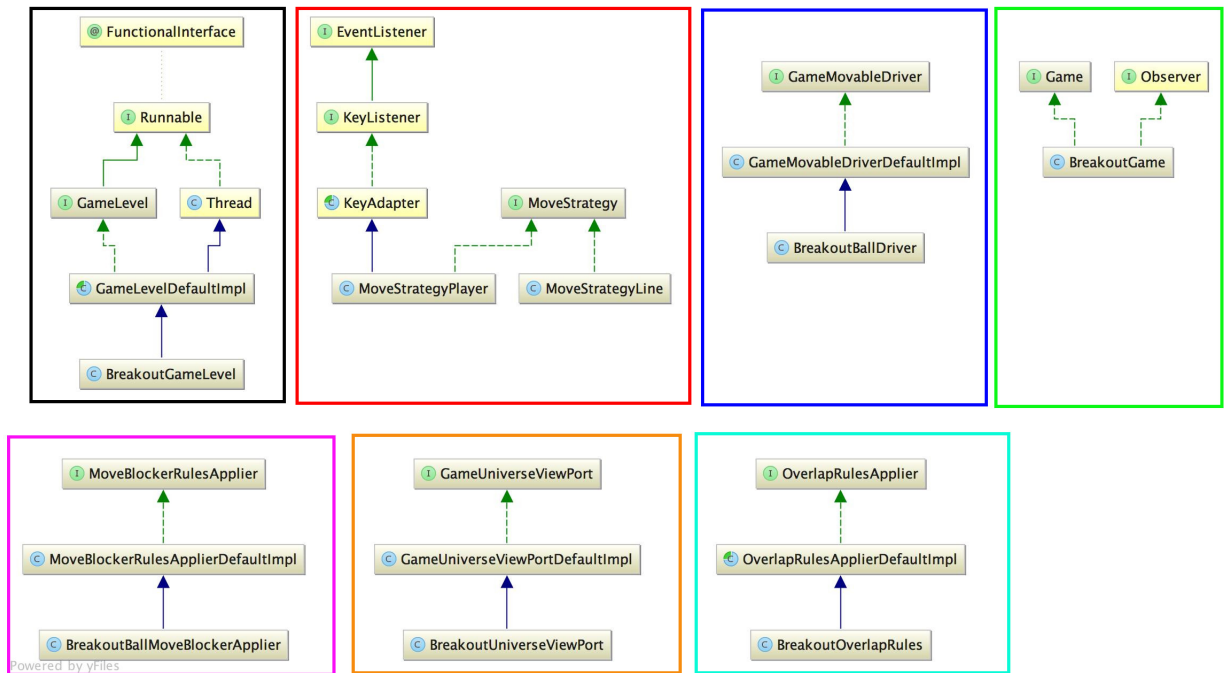 FunctionalInterface
Runnable
GameLevel
Thread
GameLevelDefaultImpl
BreakoutGameLevel
EventListener
KeyListener
KeyAdapter
MoveStrategy
MoveStrategyPlayer
MoveStrategyLine
GameMovableDriver
GameMovableDriverDefaultImpl
BreakoutBallDriver
Game
Observer
BreakoutGame
MoveBlockerRulesApplier
MoveBlockerRulesApplierDefaultImpl
BreakoutBallMoveBlockerApplier
Powered by yFiles
GameUniverseViewPort
GameUniverseViewPortDefaultImpl
BreakoutUniverseViewPort
OverlapRulesApplier
OverlapRulesApplierDefaultImpl
BreakoutOverlapRules